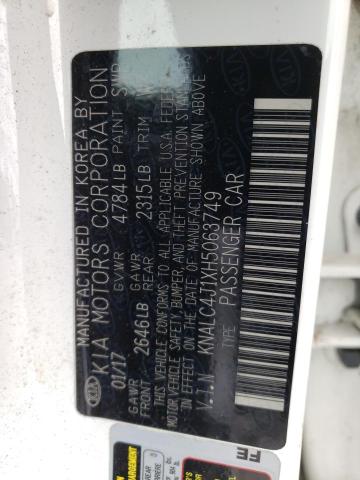 MANUFACTURED IN KOREA BY
KIA MOTORS CORPORATION
01/17 GVWR 4784LB PAINT SWP
GAWR FRONT 2646LB GAWR REAR 2315LB TRIM
THIS VEHICLE CONFORMS TO ALL APPLICABLE U.S.A. FEDERAL
MOTOR VEHICLE SAFETY, BUMPER, AND THEFT PREVENTION STANDARDS
IN EFFECT ON THE DATE OF MANUFACTURE SHOWN ABOVE
V.I.N KNALC4J1XH5063749
TYPE PASSENGER CAR
KIA